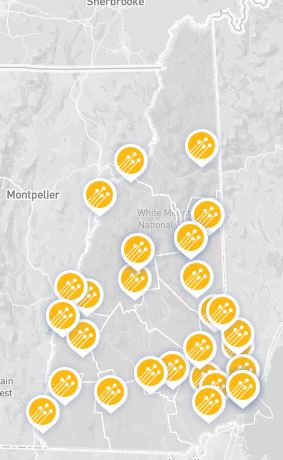 Sherbrooke
Montpelier
White Mou
National
ain
est